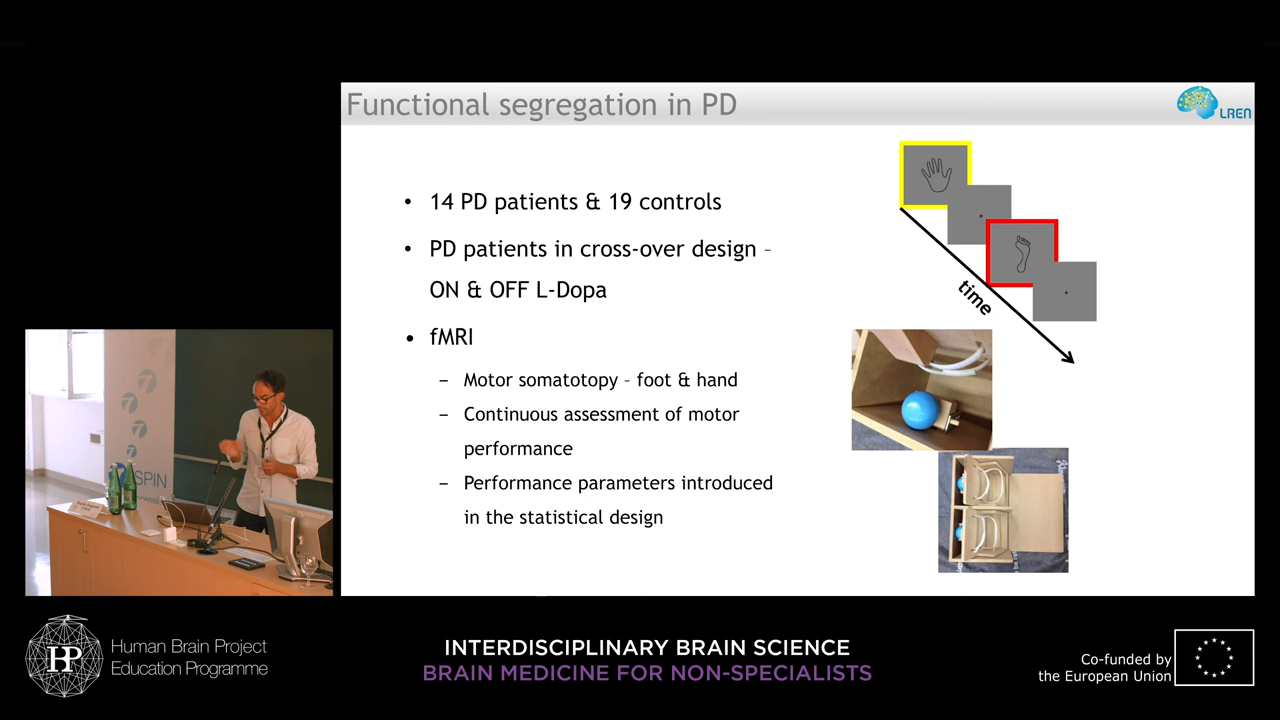 Functional segregation in PD
LREN
• 14 PD patients & 19 controls
• PD patients in cross-over design –
ON & OFF L-Dopa
• fMRI
– Motor somatotopy – foot & hand
– Continuous assessment of motor
performance
– Performance parameters introduced
in the statistical design
time
SPIN
HP
Human Brain Project
Education Programme
INTERDISCIPLINARY BRAIN SCIENCE
BRAIN MEDICINE FOR NON-SPECIALISTS
Co-funded by
the European Union